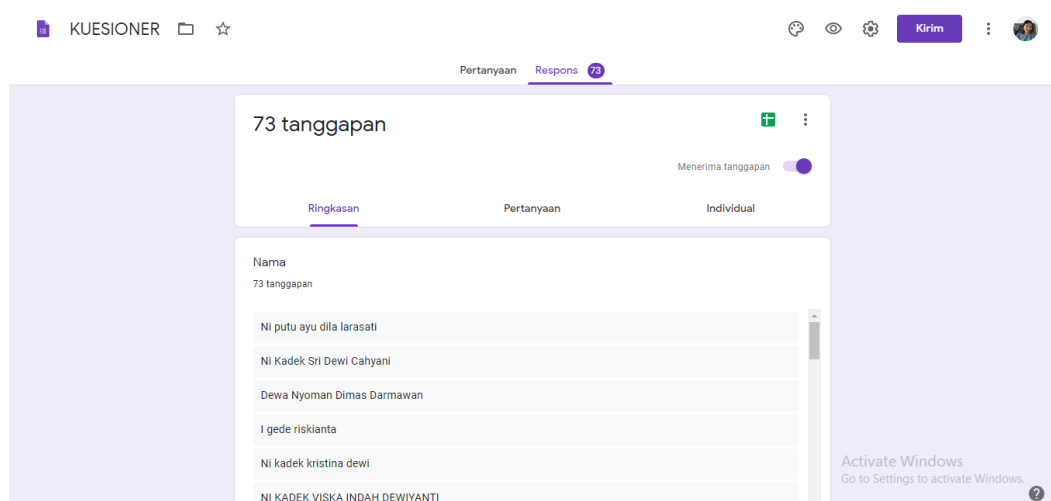 KUESIONER
Kirim
Pertanyaan Respons 73
73 tanggapan
Menerima tanggapan
Ringkasan Pertanyaan Individual
Nama
73 tanggapan
Ni putu ayu dila larasati
Ni Kadek Sri Dewi Cahyani
Dewa Nyoman Dimas Darmawan
I gede riskianta
Ni kadek kristina dewi
NI KADEK VISKA INDAH DEWIYANTI
Activate Windows
Go to Settings to activate Windows.